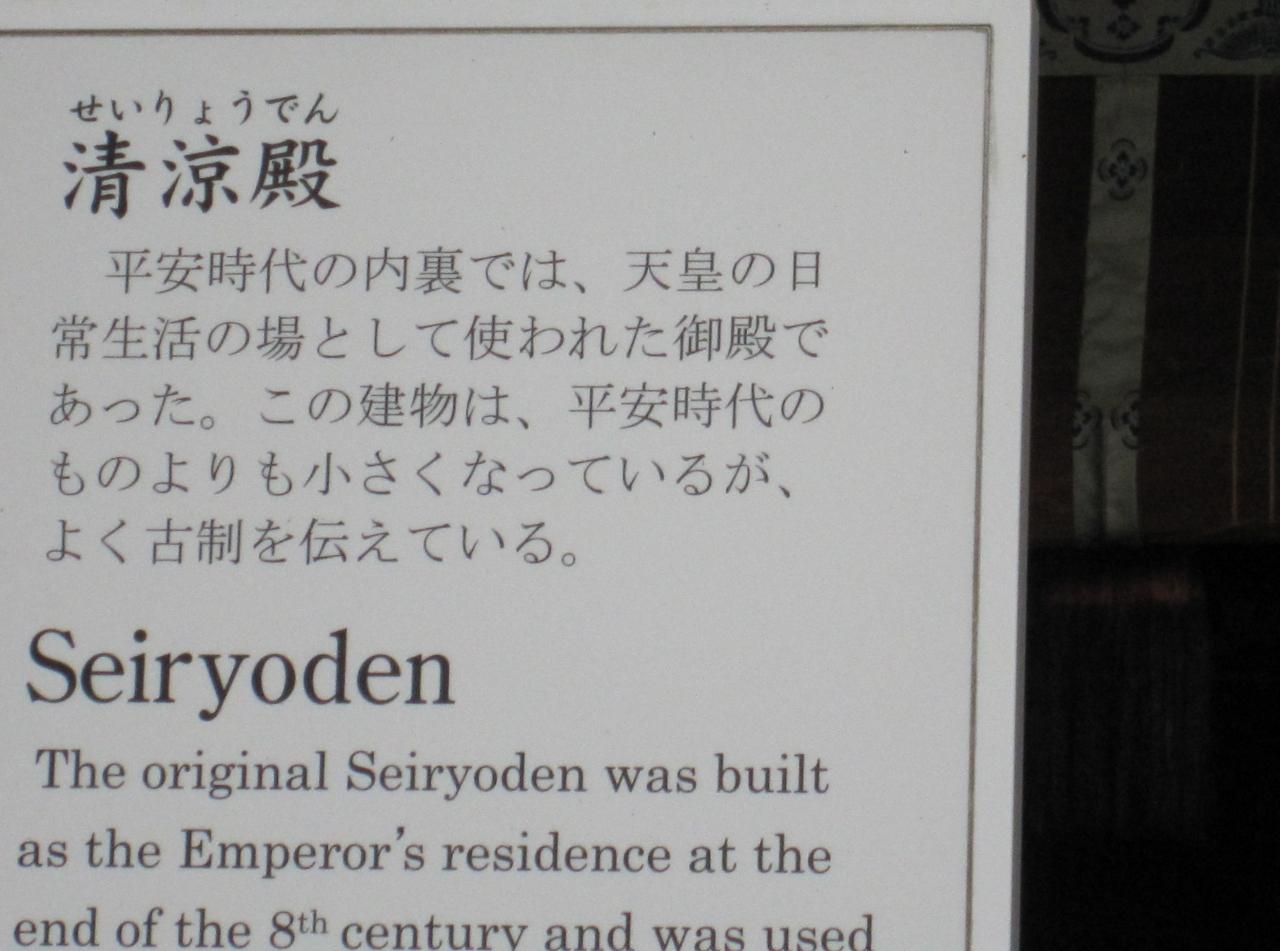 せいりょうでん
清涼殿
平安時代の内裏では、天皇の日
常生活の場として使われた御殿で
あった。この建物は、平安時代の
ものよりも小さくなっているが、
よく古制を伝えている。
Seiryoden
The original Seiryoden was built
as the Emperor’s residence at the
end of the 8th century and was used